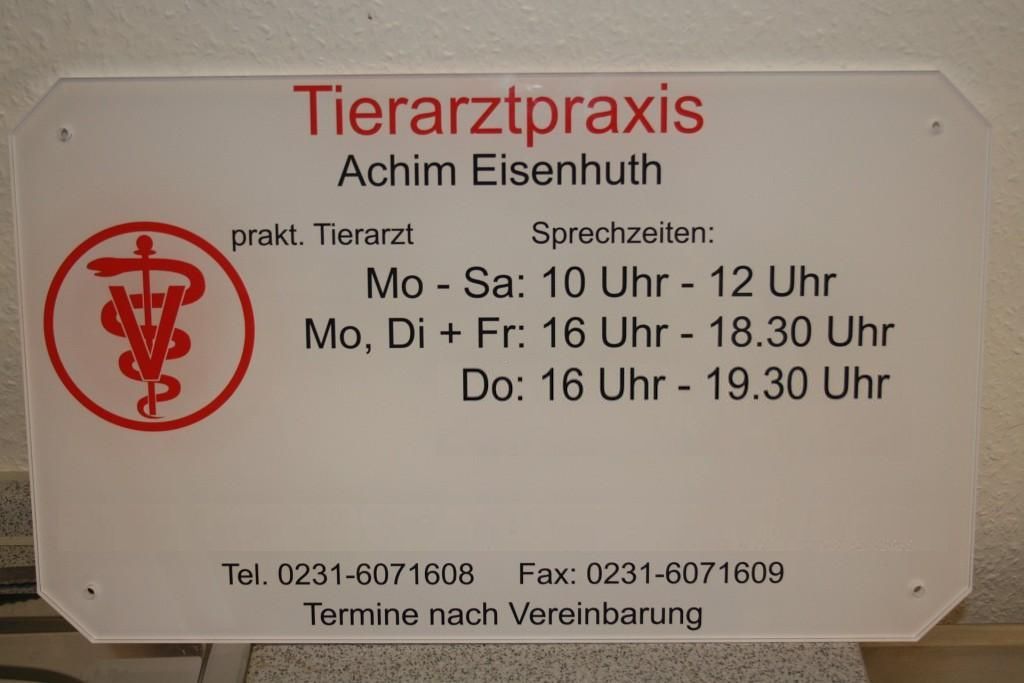 Tierarztpraxis
Achim Eisenhuth
prakt. Tierarzt
Sprechzeiten:
Mo - Sa: 10 Uhr - 12 Uhr
Mo, Di + Fr: 16 Uhr - 18.30 Uhr
Do: 16 Uhr - 19.30 Uhr
V
Tel. 0231-6071608 Fax: 0231-6071609
Termine nach Vereinbarung